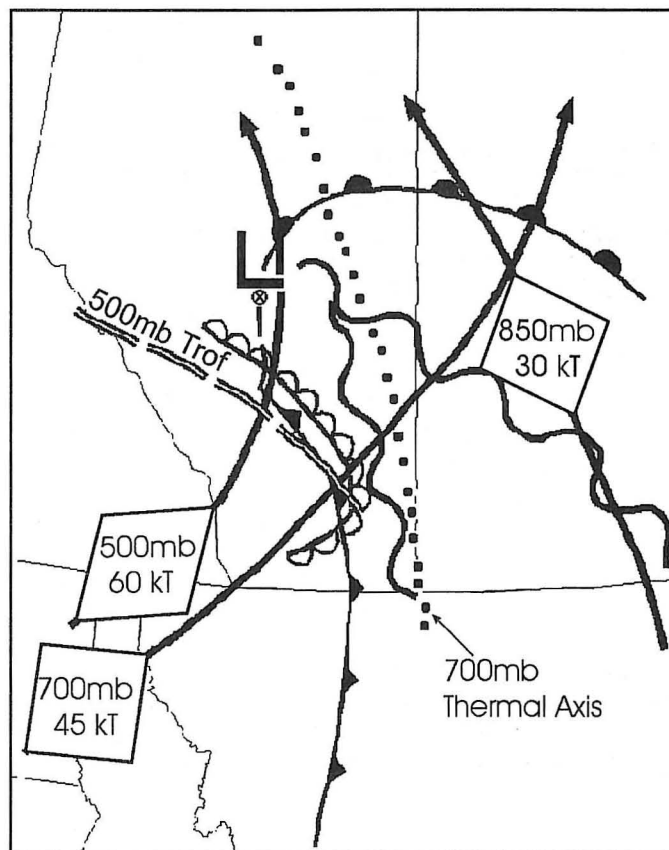 L
500mb Trof
850mb
30 kT
500mb
60 kT
700mb
45 kT
700mb
Thermal Axis